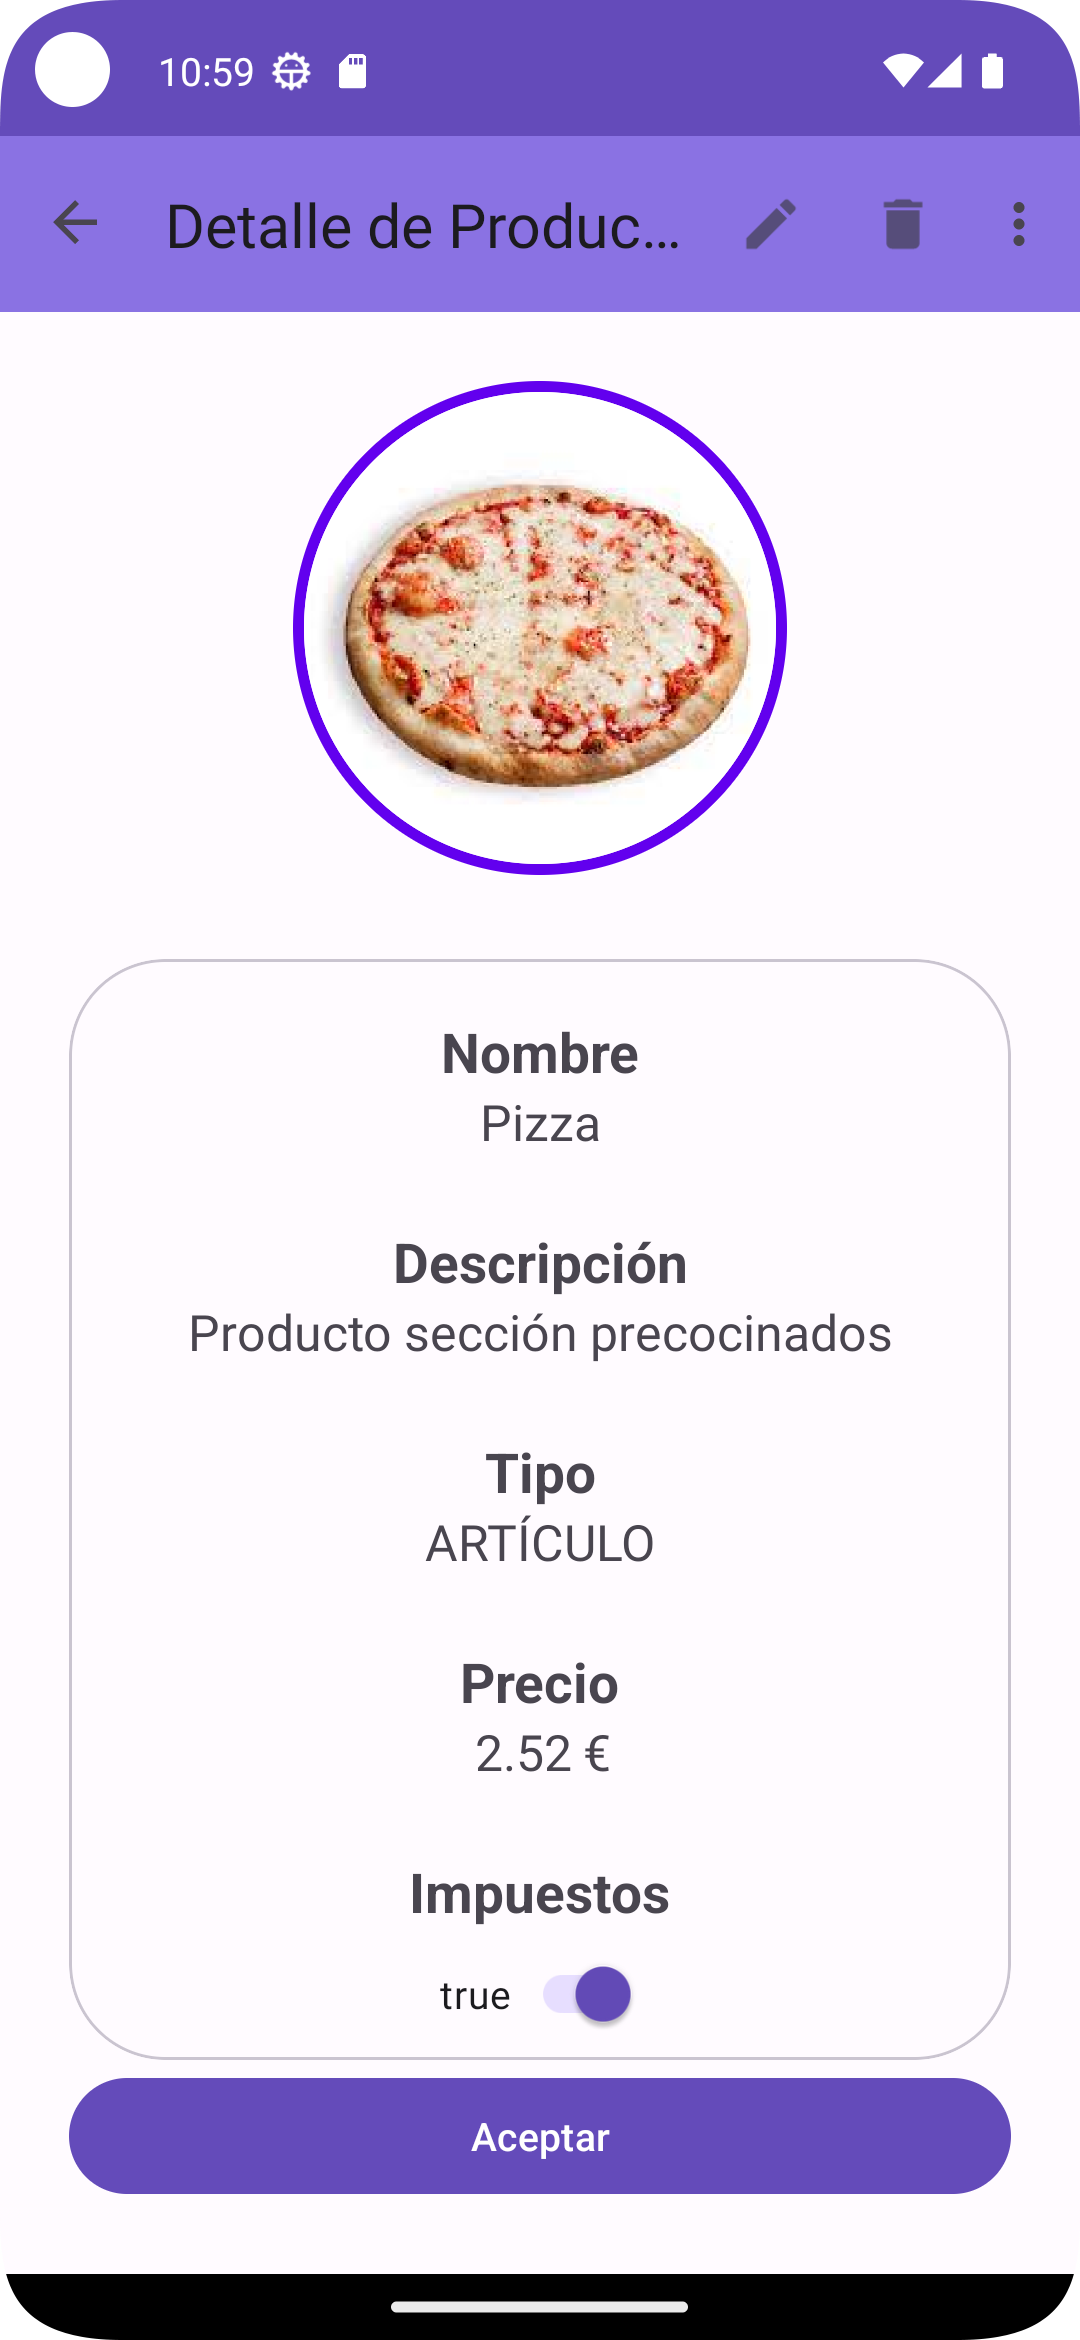 10:59
Detalle de Produc...
Nombre
Pizza
Descripción
Producto sección precocinados
Tipo
ARTÍCULO
Precio
2.52 €
Impuestos
true
Aceptar